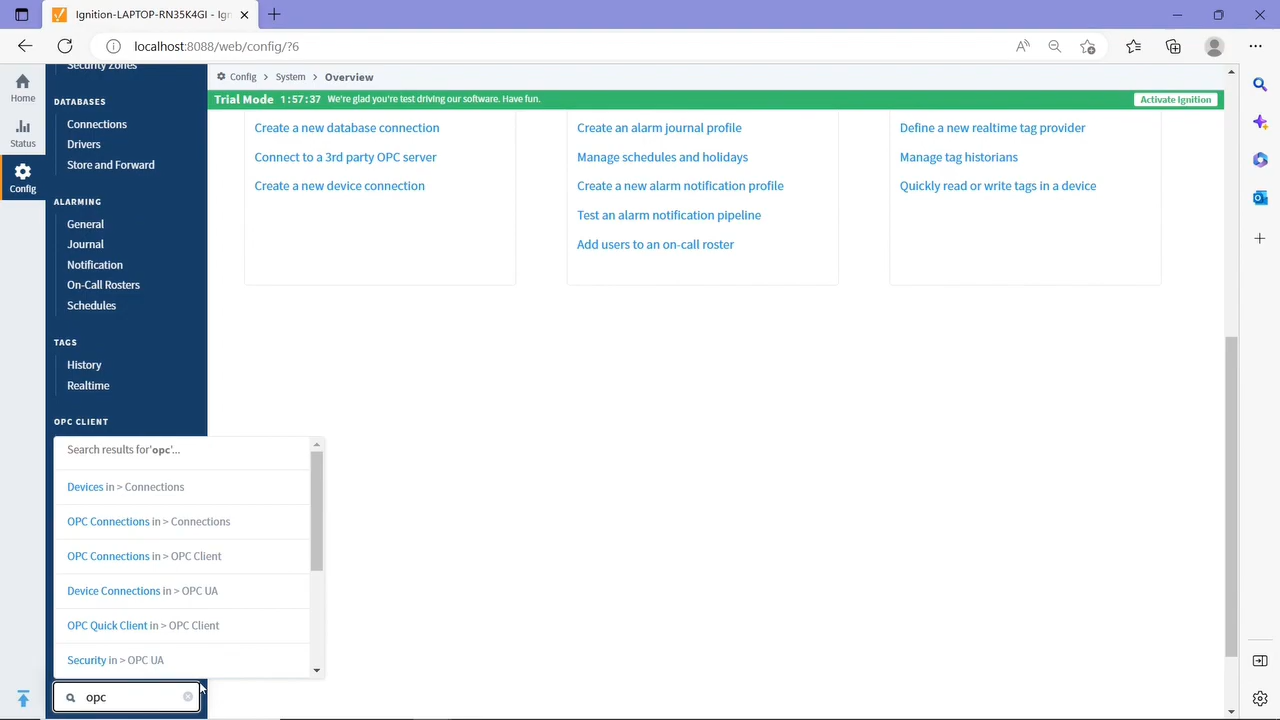 Ignition-LAPTOP-RN35K4GI - Ign
localhost:8088/web/config/?6
Home
Status
Config
Security Zones
DATABASES
Connections
Drivers
Store and Forward
ALARMING
General
Journal
Notification
On-Call Rosters
Schedules
TAGS
History
Realtime
OPC CLIENT
Search results for'opc'...
Devices in > Connections
OPC Connections in > Connections
OPC Connections in > OPC Client
Device Connections in > OPC UA
OPC Quick Client in > OPC Client
Security in > OPC UA
opc
Config > System > Overview
Trial Mode 1:57:37 We're glad you're test driving our software. Have fun.
Activate Ignition
Create a new database connection
Connect to a 3rd party OPC server
Create a new device connection
Create an alarm journal profile
Manage schedules and holidays
Create a new alarm notification profile
Test an alarm notification pipeline
Add users to an on-call roster
Define a new realtime tag provider
Manage tag historians
Quickly read or write tags in a device